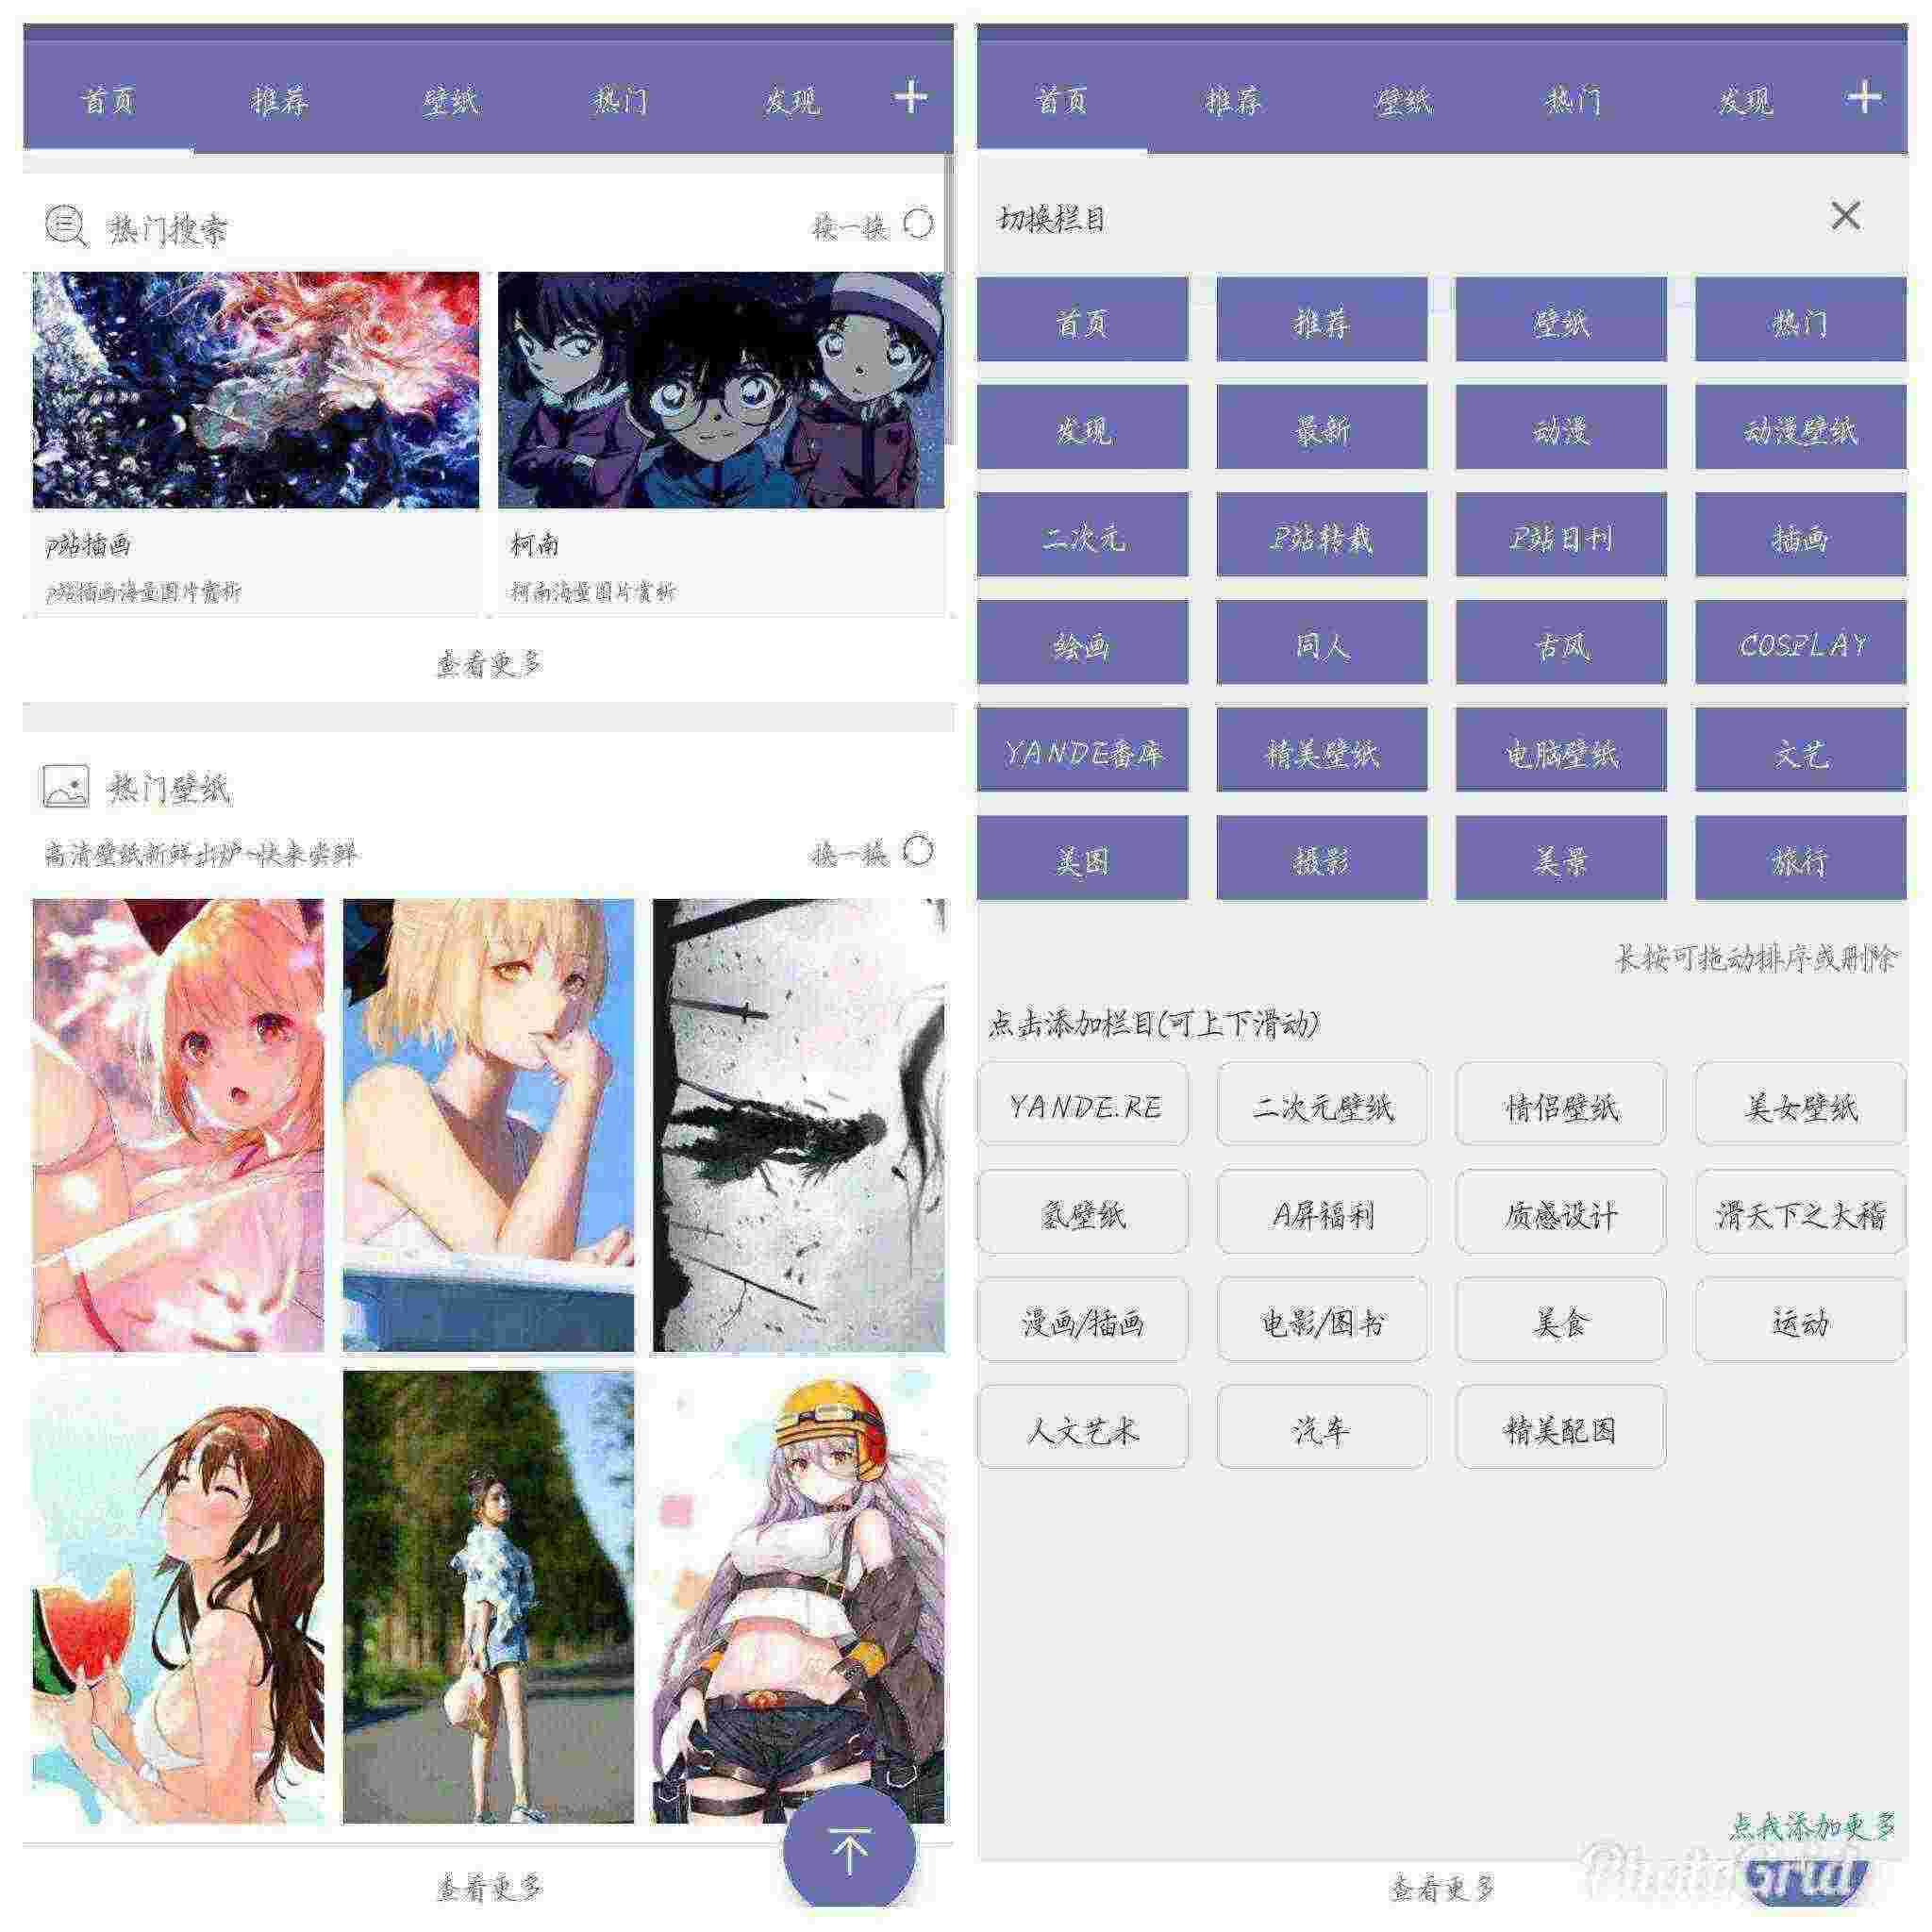 首页 推荐 壁纸 热门 发现 +
热门搜索 换一换
p站插画 柯南
p站插画海量图片赏析 柯南海量图片赏析
查看更多
热门壁纸
高清壁纸新鲜出炉~快来尝鲜 换一换
查看更多
首页 推荐 壁纸 热门 发现 +
切换栏目
首页 推荐 壁纸 热门
发现 最新 动漫 动漫壁纸
二次元 P站转载 P站日刊 插画
绘画 同人 古风 COSPLAY
YANDE番库 精美壁纸 电脑壁纸 文艺
美图 摄影 美景 旅行
长按可拖动排序或删除
点击添加栏目(可上下滑动)
YANDE.RE 二次元壁纸 情侣壁纸 美女壁纸
氢壁纸 A屏福利 质感设计 滑天下之大稽
漫画/插画 电影/图书 美食 运动
人文艺术 汽车 精美配图
点我添加更多
查看更多
PhotoGrid